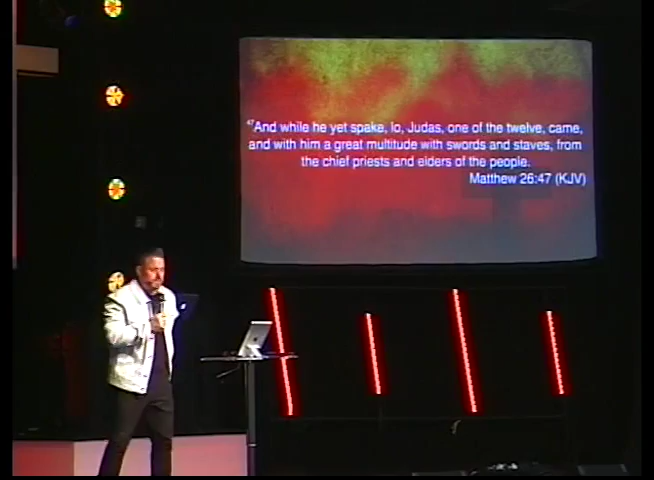 47And while he yet spake, lo, Judas, one of the twelve, came,
and with him a great multitude with swords and staves, from
the chief priests and elders of the people.
Matthew 26:47 (KJV)